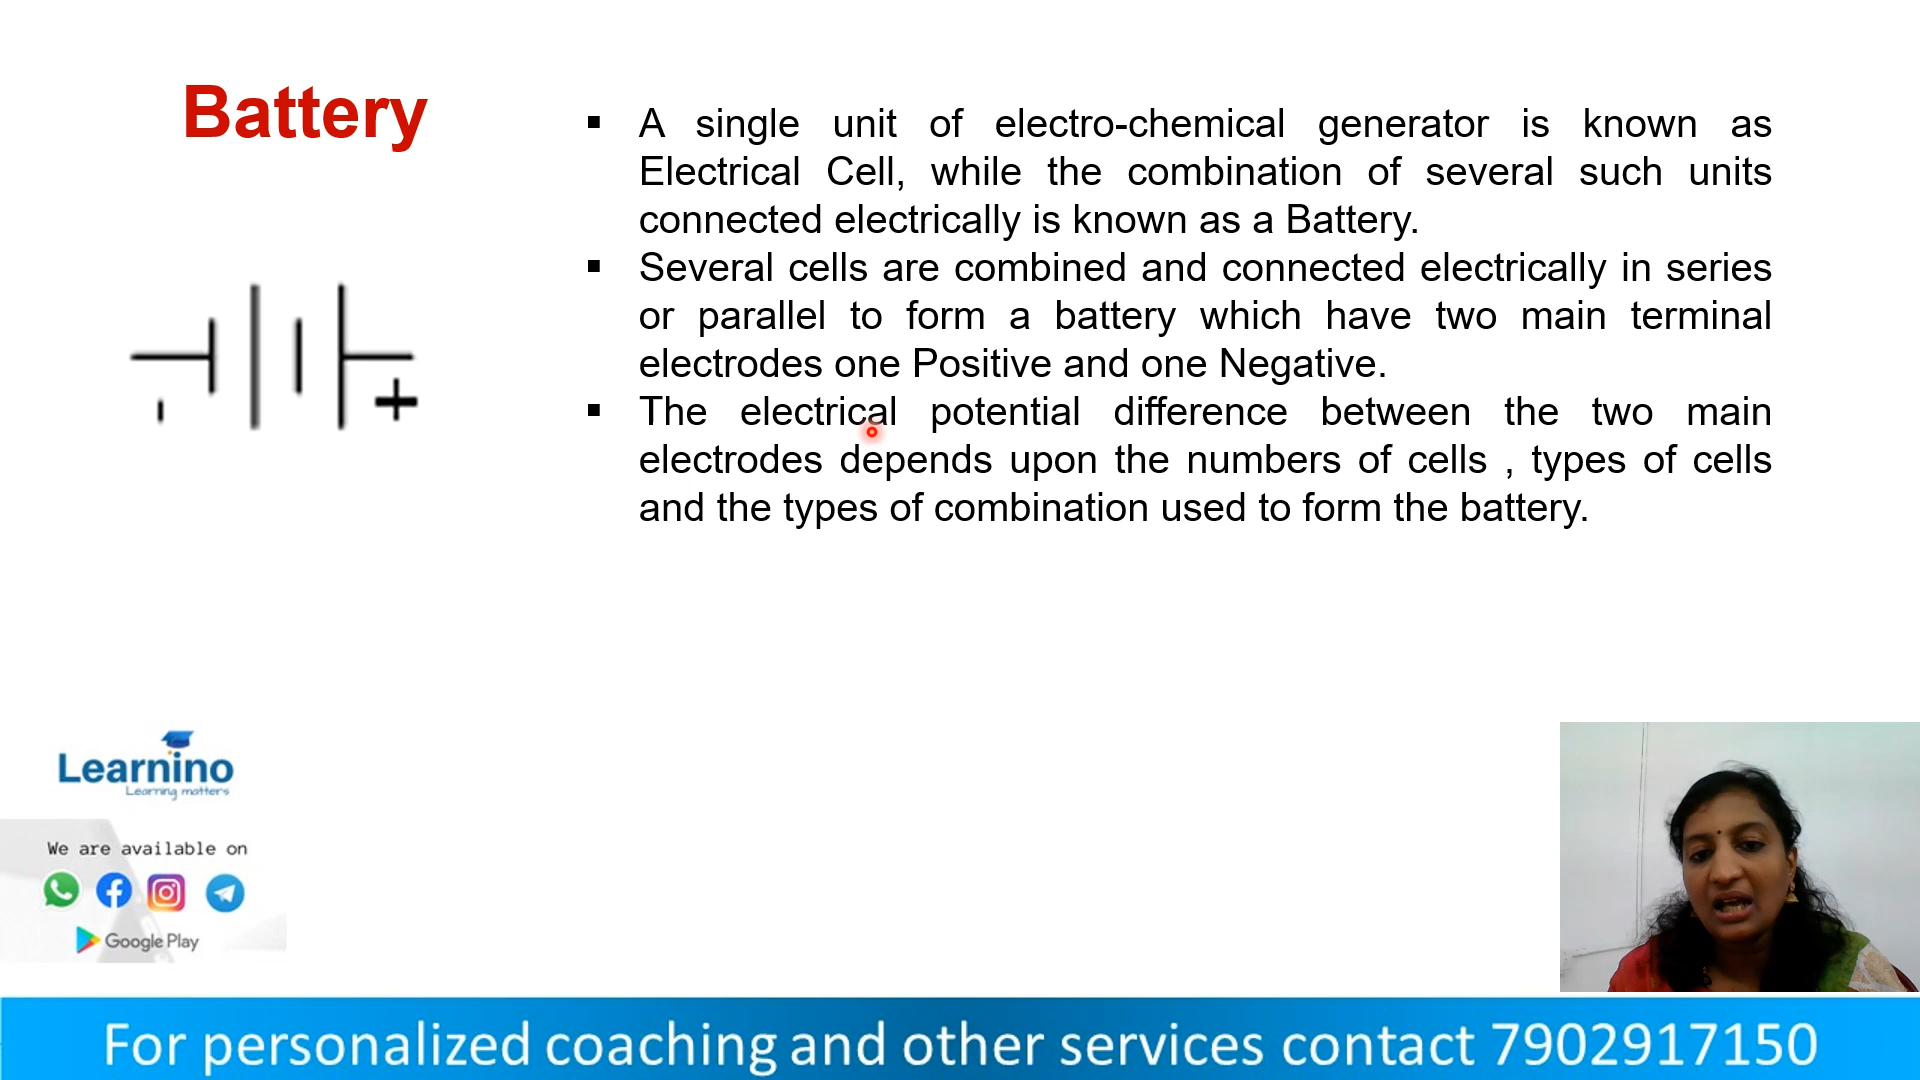 Battery
▪ A single unit of electro-chemical generator is known as
Electrical Cell, while the combination of several such units
connected electrically is known as a Battery.
▪ Several cells are combined and connected electrically in series
or parallel to form a battery which have two main terminal
electrodes one Positive and one Negative.
▪ The electrical potential difference between the two main
electrodes depends upon the numbers of cells , types of cells
and the types of combination used to form the battery.
+
Learnino
Learning matters
We are available on
Google Play
For personalized coaching and other services contact 7902917150